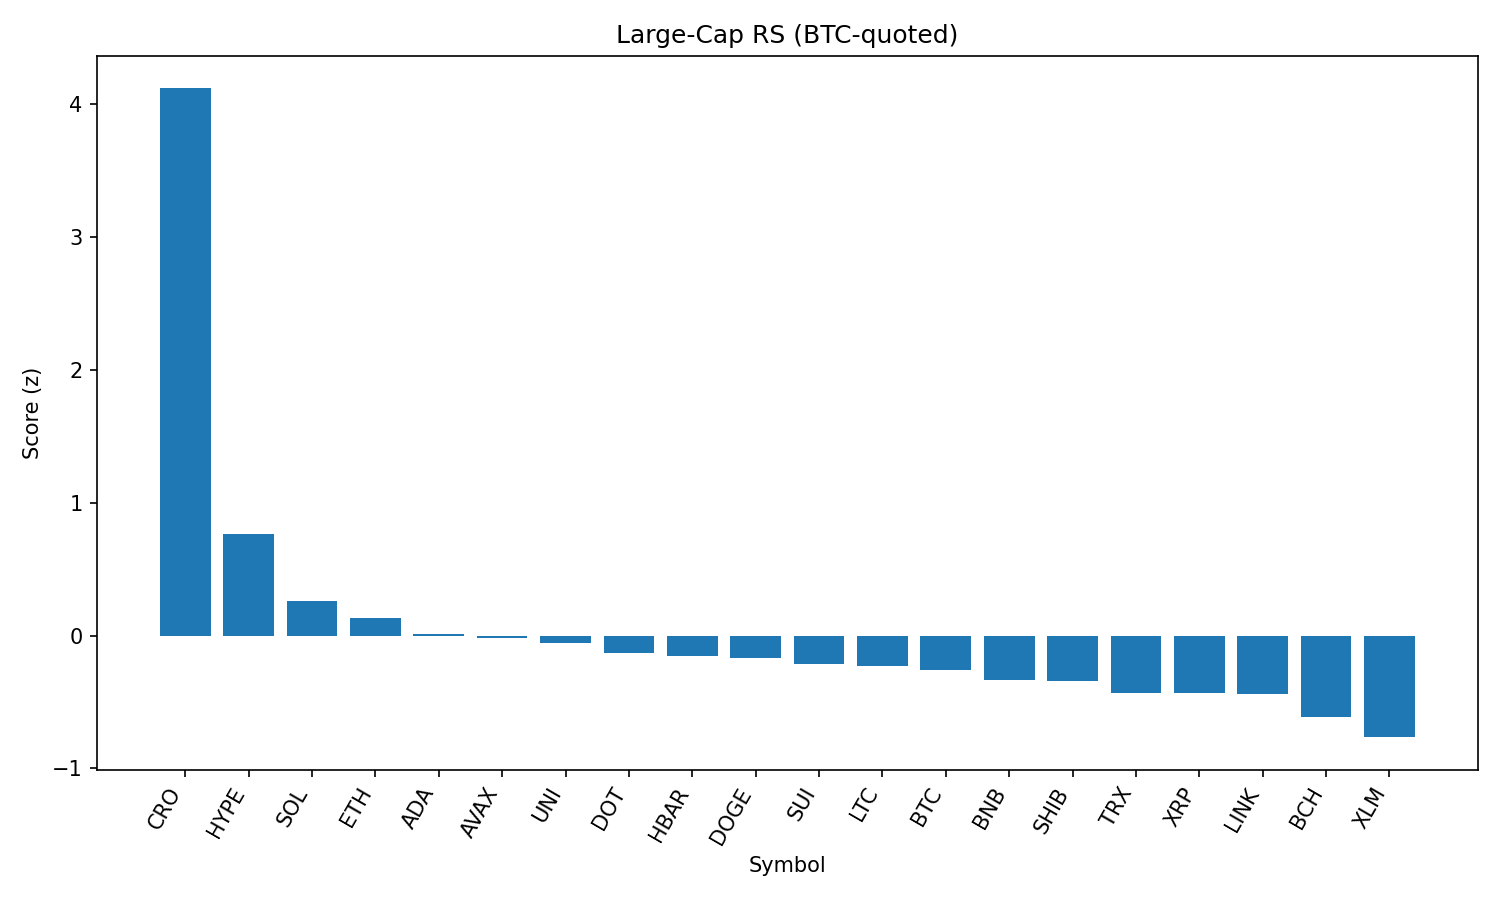 Large-Cap RS (BTC-quoted)
Score (z)
4
3
2
1
0
−1
CRO
HYPE
SOL
ETH
ADA
AVAX
UNI
DOT
HBAR
DOGE
SUI
LTC
BTC
BNB
SHIB
TRX
XRP
LINK
BCH
XLM
Symbol